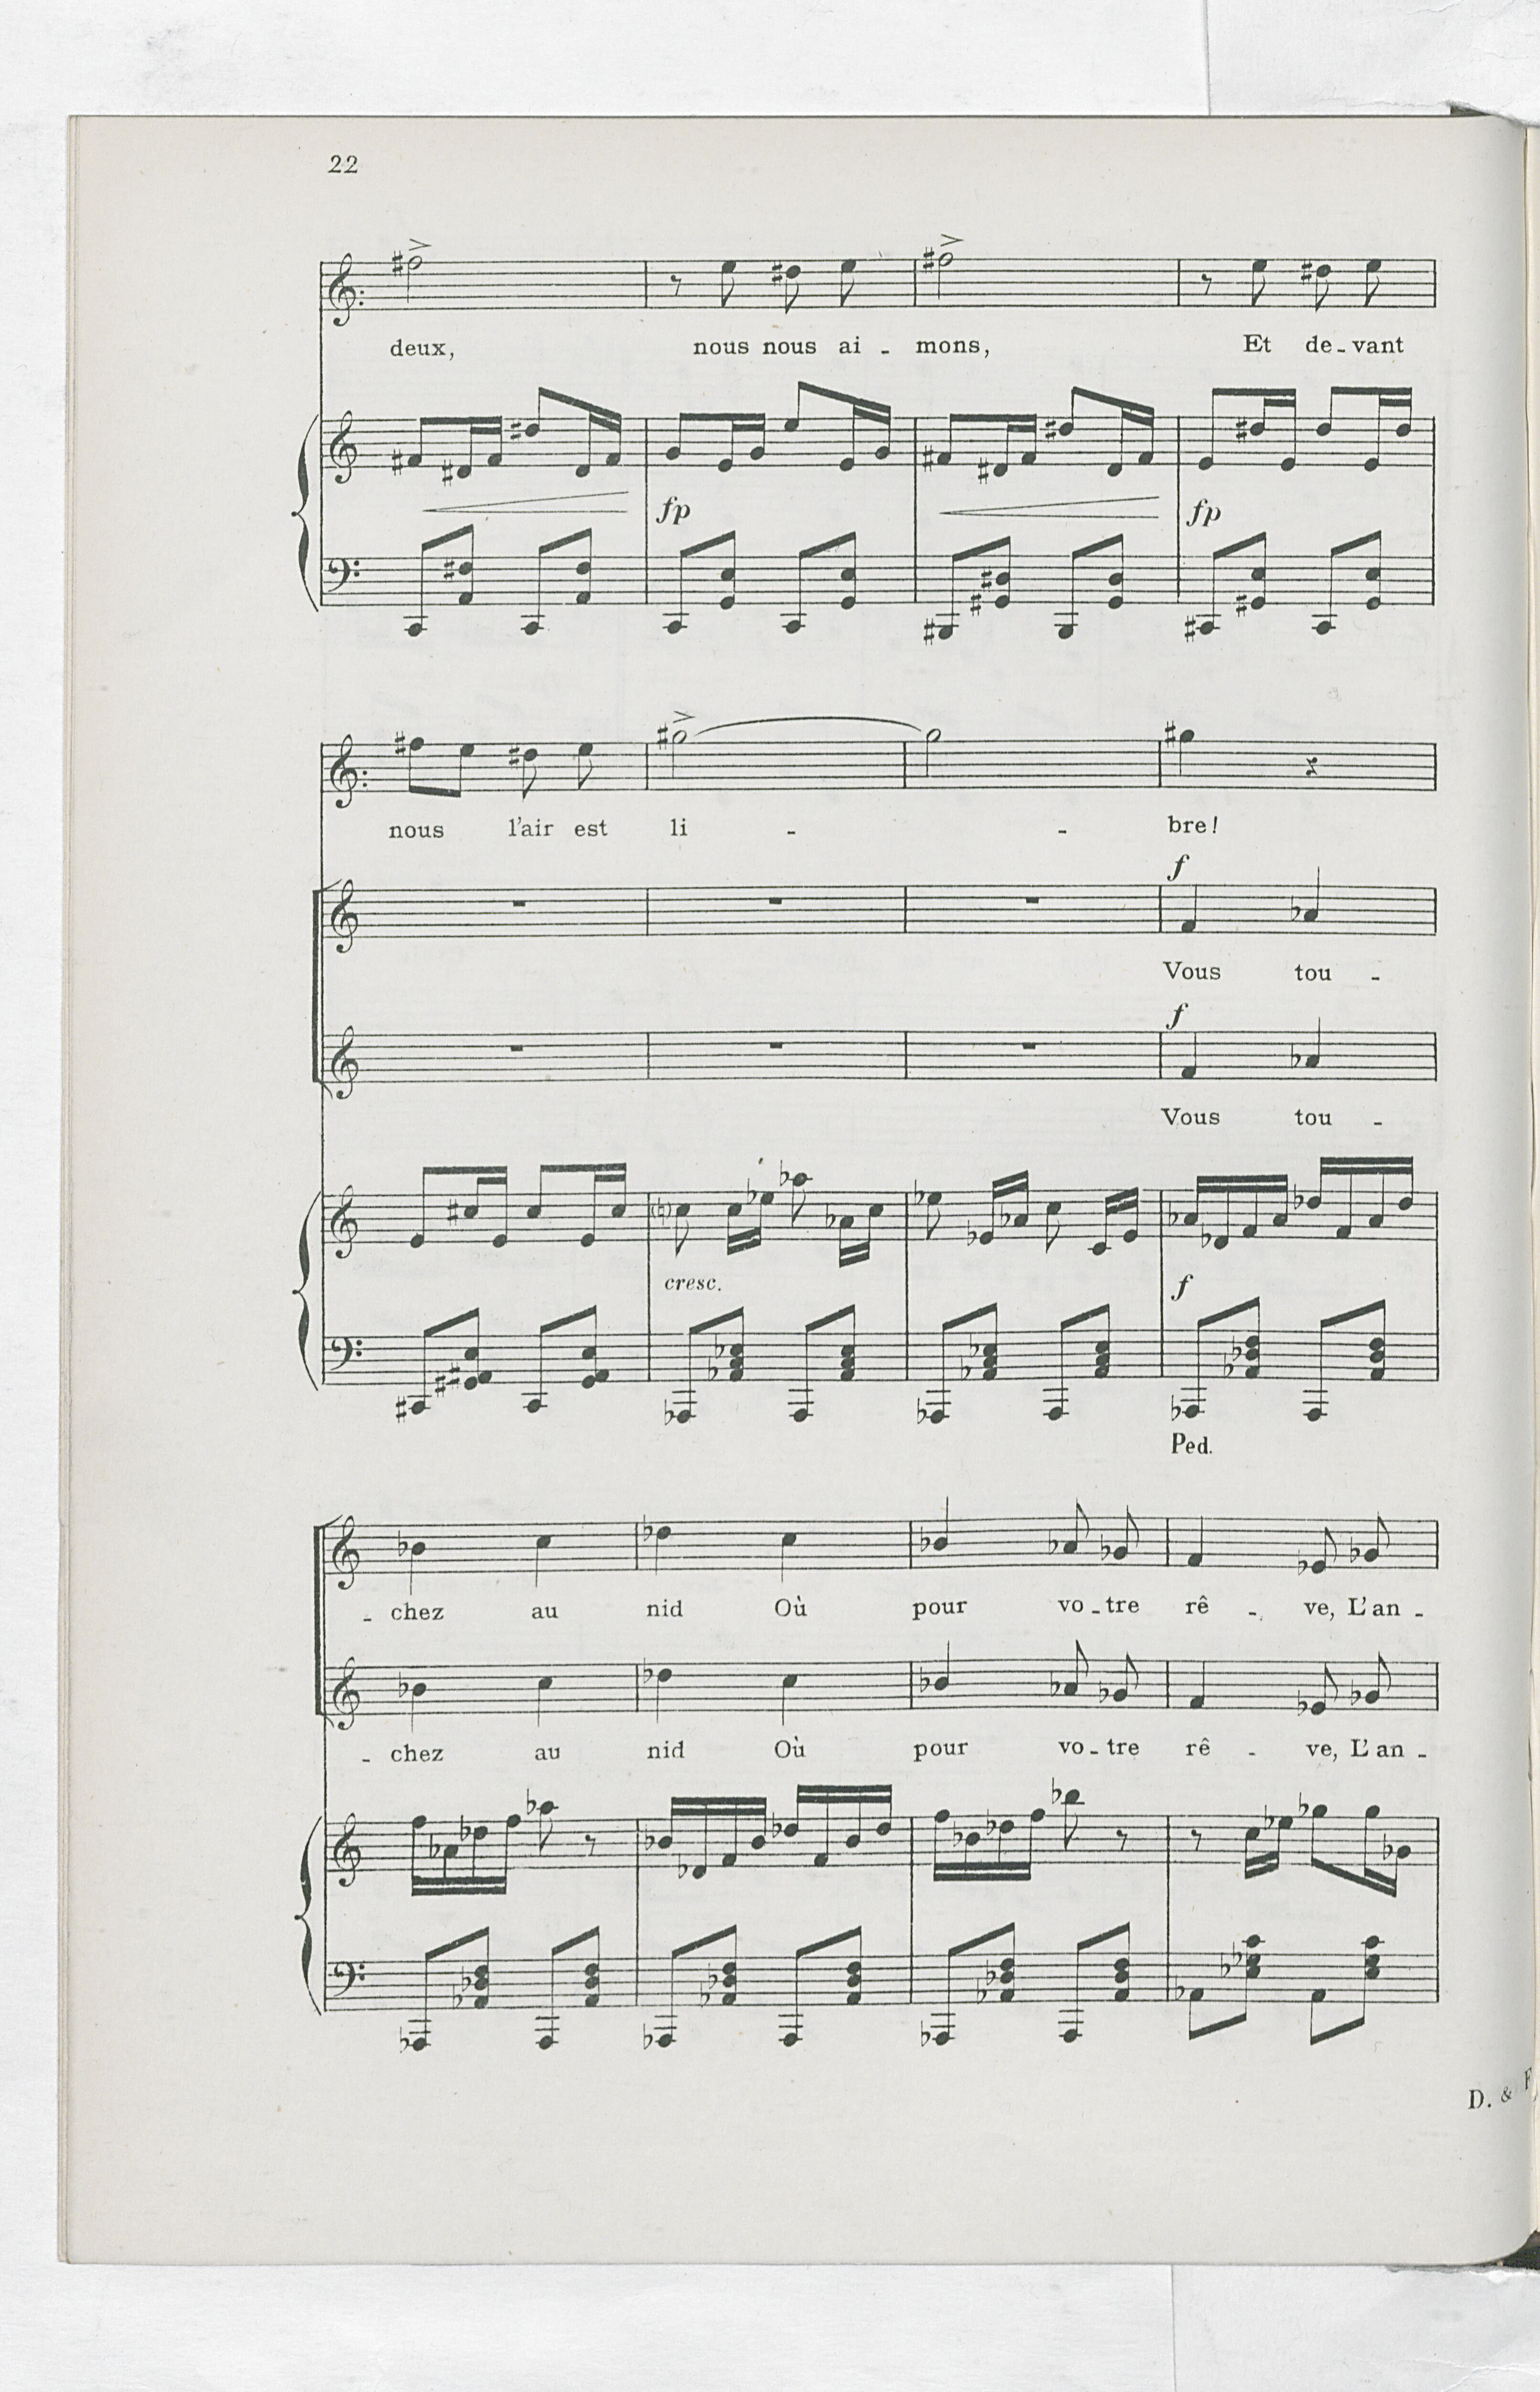 22
deux, nous nous ai - mons, Et de - vant
fp fp
nous l'air est li - - bre!
f
Vous tou -
f
Vous tou -
cresc. f
Ped.
- chez au nid Où pour vo - tre rê - ve, L'an -
- chez au nid Où pour vo - tre rê - ve, L'an -
D. & F